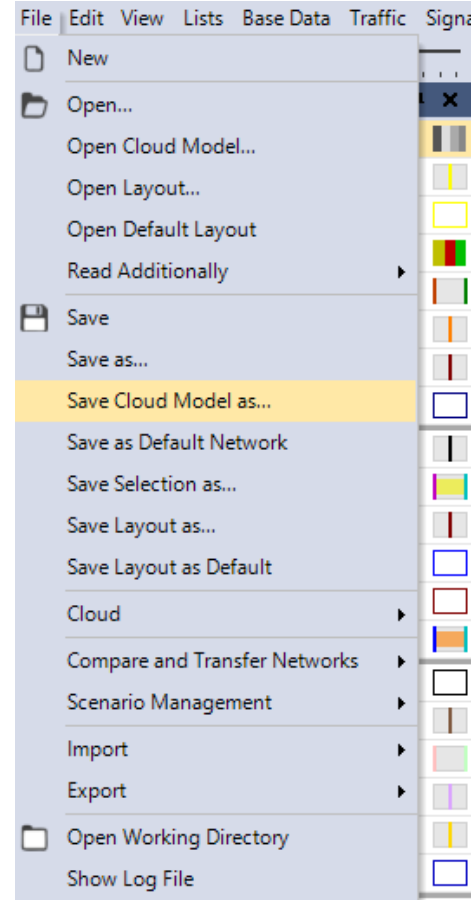 File Edit View Lists Base Data Traffic Signa
New
Open...
Open Cloud Model...
Open Layout...
Open Default Layout
Read Additionally
Save
Save as...
Save Cloud Model as...
Save as Default Network
Save Selection as...
Save Layout as...
Save Layout as Default
Cloud
Compare and Transfer Networks
Scenario Management
Import
Export
Open Working Directory
Show Log File